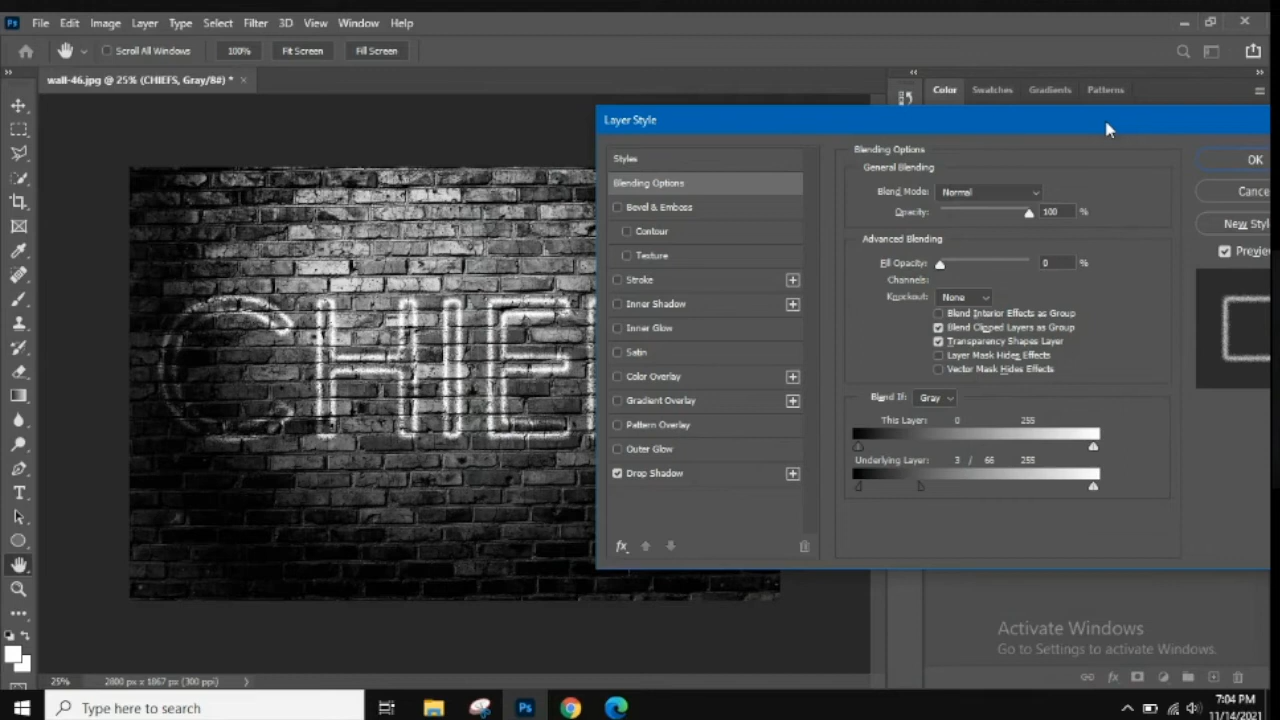 Ps File Edit Image Layer Type Select Filter 3D View Window Help
Scroll All Windows 100% Fit Screen Fill Screen
wall-46.jpg @ 25% (CHIEFS, Gray/8#) * ×
Color Swatches Gradients Patterns
Layer Style
Styles
Blending Options
Bevel & Emboss
Contour
Texture
Stroke
Inner Shadow
Inner Glow
Satin
Color Overlay
Gradient Overlay
Pattern Overlay
Outer Glow
Drop Shadow
fx
Blending Options
General Blending
Blend Mode: Normal
Opacity: 100 %
Advanced Blending
Fill Opacity: 0 %
Channels:
Knockout: None
Blend Interior Effects as Group
Blend Clipped Layers as Group
Transparency Shapes Layer
Layer Mask Hides Effects
Vector Mask Hides Effects
Blend If: Gray
This Layer: 0 255
Underlying Layer: 3 / 66 255
OK
Cance
New Styl
Preview
CHIE
Activate Windows
Go to Settings to activate Windows.
fx
25% 2800 px x 1867 px (300 ppi)
Type here to search
Ps
7:04 PM
11/14/2021